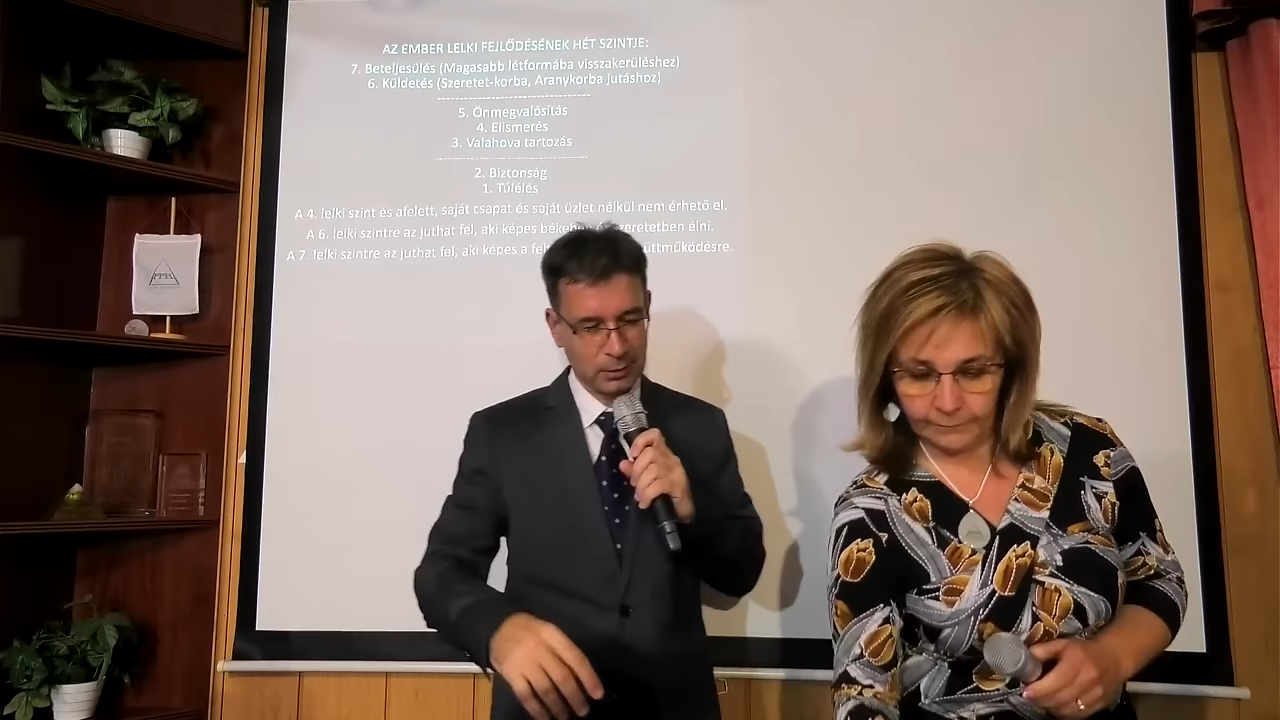 AZ EMBER LELKI FEJLŐDÉSÉNEK HÉT SZINTJE:
7. Beteljesülés (Magasabb létformába visszakerüléshez)
6. Küldetés (Szeretet-korba, Aranykorba jutáshoz)
5. Önmegvalósítás
4. Elismerés
3. Valahova tartozás
2. Biztonság
1. Túlélés
A 4. lelki szint és afelett, saját csapat és saját üzlet nélkül nem érhető el.
A 6. lelki szintre az juthat fel, aki képes békében és szeretetben élni.
A 7. lelki szintre az juthat fel, aki képes a